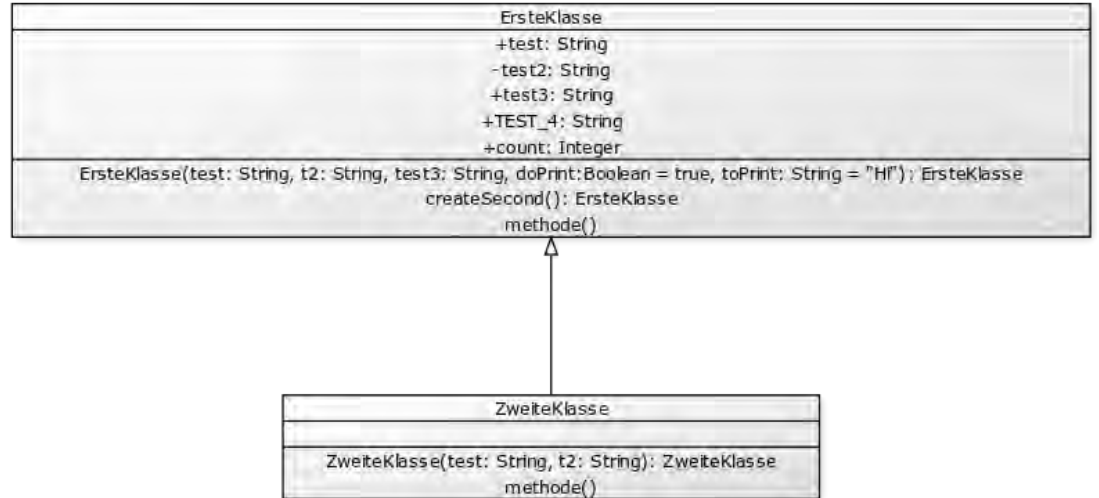 ErsteKlasse
+test: String
-test2: String
+test3: String
+TEST_4: String
+count: Integer
ErsteKlasse(test: String, t2: String, test3: String, doPrint:Boolean = true, toPrint: String = "Hi"): ErsteKlasse
createSecond(): ErsteKlasse
methode()
ZweiteKlasse
ZweiteKlasse(test: String, t2: String): ZweiteKlasse
methode()